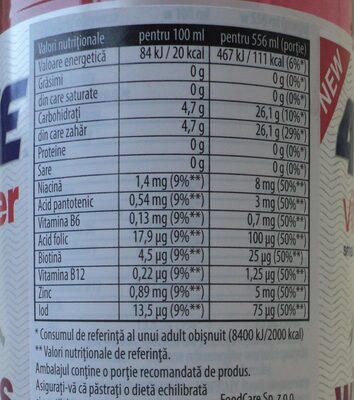 Valori nutriționale pentru 100 ml pentru 556 ml (porție)
Valoare energetică 84 kJ / 20 kcal 467 kJ / 111 kcal (6%*)
Grăsimi 0 g 0 g (0%*)
din care saturate 0 g 0 g (0%*)
Carbohidrați 4,7 g 26,1 g (10%*)
din care zahăr 4,7 g 26,1 g (29%*)
Proteine 0 g 0 g (0%*)
Sare 0 g 0 g (0%*)
Niacină 1,4 mg (9%**) 8 mg (50%**)
Acid pantotenic 0,54 mg (9%**) 3 mg (50%**)
Vitamina B6 0,13 mg (9%**) 0,7 mg (50%**)
Acid folic 17,9 µg (9%**) 100 µg (50%**)
Biotină 4,5 µg (9%**) 25 µg (50%**)
Vitamina B12 0,22 µg (9%**) 1,25 µg (50%**)
Zinc 0,89 mg (9%**) 5 mg (50%**)
Iod 13,5 µg (9%**) 75 µg (50%**)
* Consumul de referință al unui adult obișnuit (8400 kJ/2000 kcal)
** Valori nutriționale de referință.
Ambalajul conține o porție recomandată de produs.
Asigurați-vă că păstrați o dietă echilibrată
FoodCare Sp. z o.o.
NEW